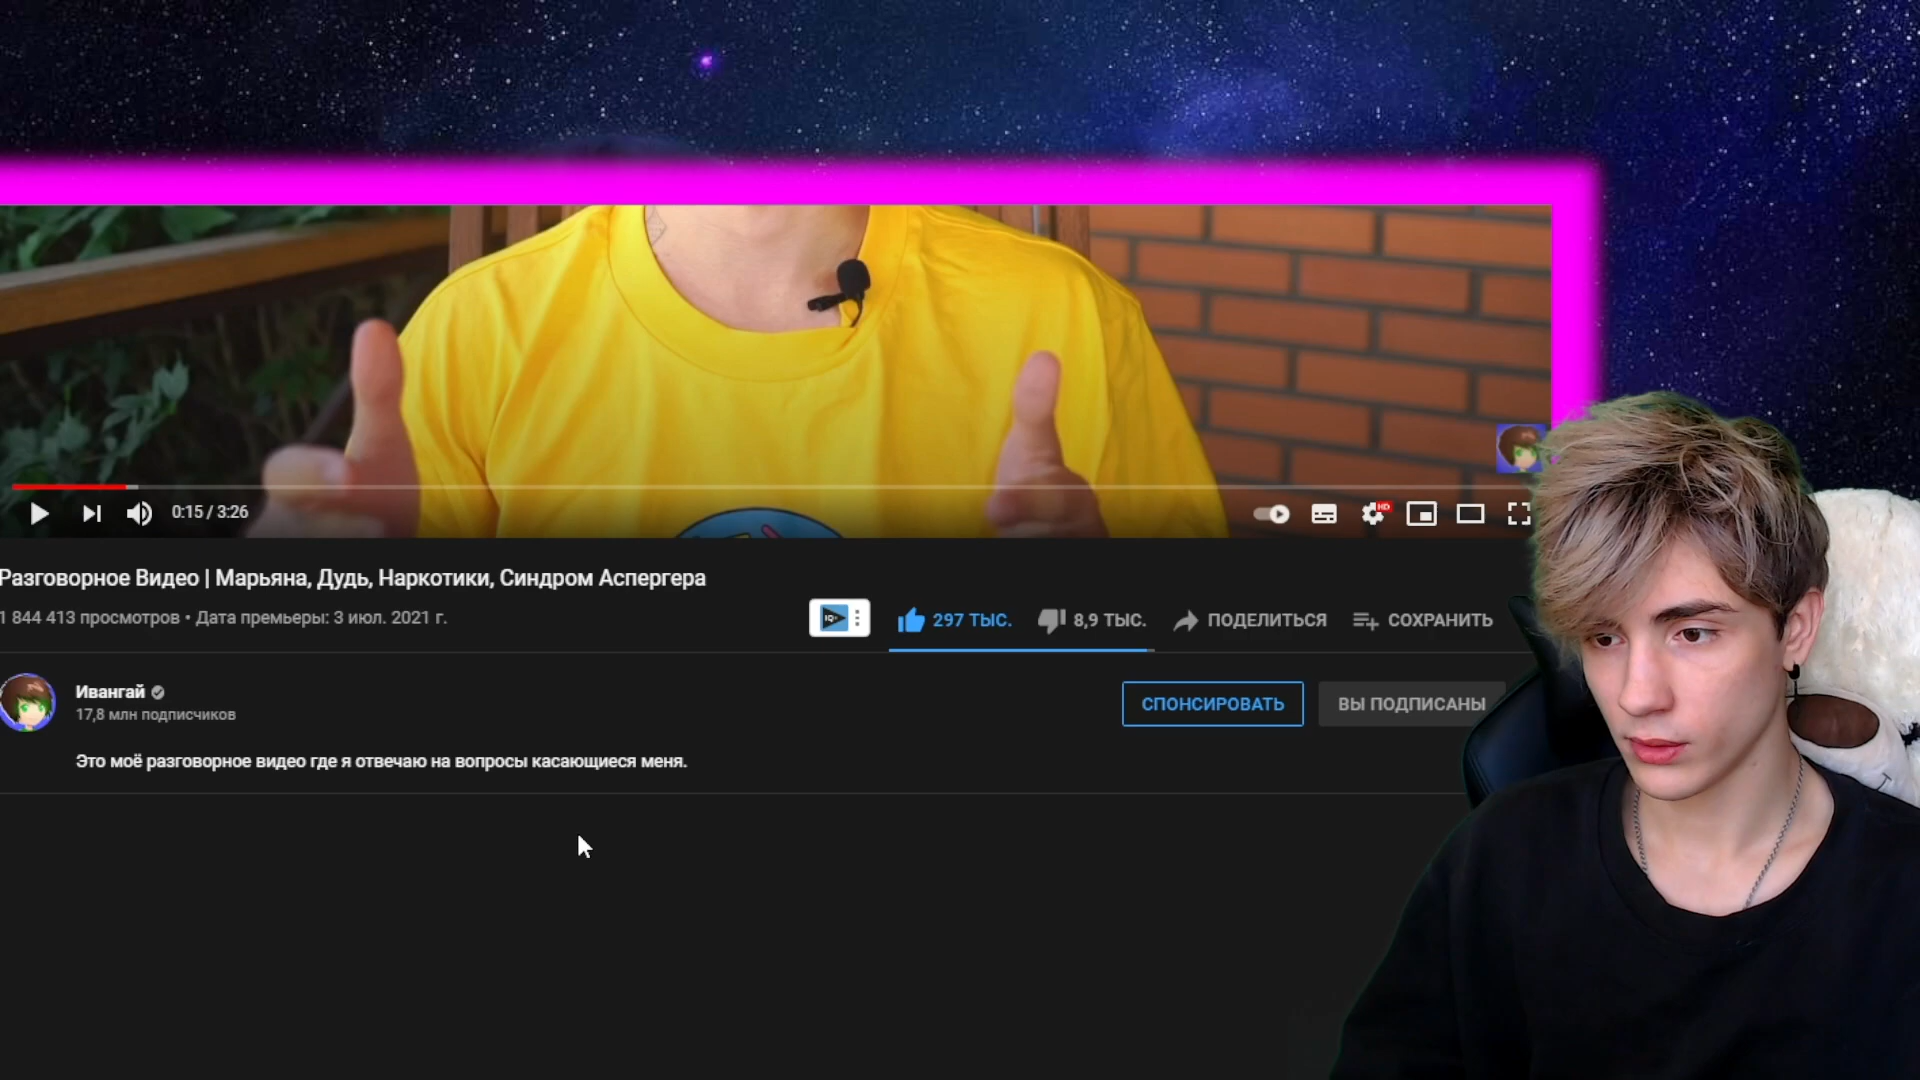 0:15 / 3:26
HD
Разговорное Видео | Марьяна, Дудь, Наркотики, Синдром Аспергера
1 844 413 просмотров • Дата премьеры: 3 июл. 2021 г.
IQ
297 ТЫС.
8,9 ТЫС.
ПОДЕЛИТЬСЯ
СОХРАНИТЬ
Ивангай
17,8 млн подписчиков
СПОНСИРОВАТЬ
ВЫ ПОДПИСАНЫ
Это моё разговорное видео где я отвечаю на вопросы касающиеся меня.